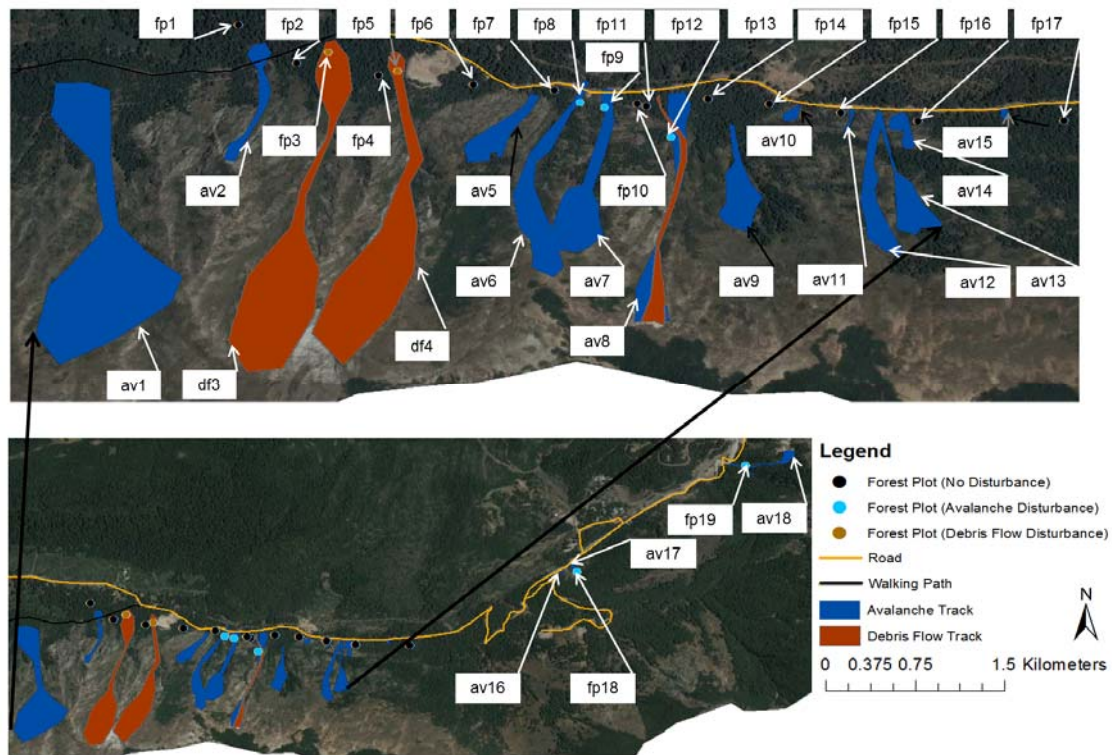 fp1
fp2
fp5
fp6
fp7
fp8
fp11
fp12
fp13
fp14
fp15
fp16
fp17
fp9
fp3
fp4
av2
av5
fp10
av10
av15
av6
av7
av9
av11
av14
av12
av13
av1
df3
df4
av8
Legend
Forest Plot (No Disturbance)
Forest Plot (Avalanche Disturbance)
Forest Plot (Debris Flow Disturbance)
Road
Walking Path
Avalanche Track
Debris Flow Track
N
0 0.375 0.75 1.5 Kilometers
fp19
av18
av17
av16
fp18